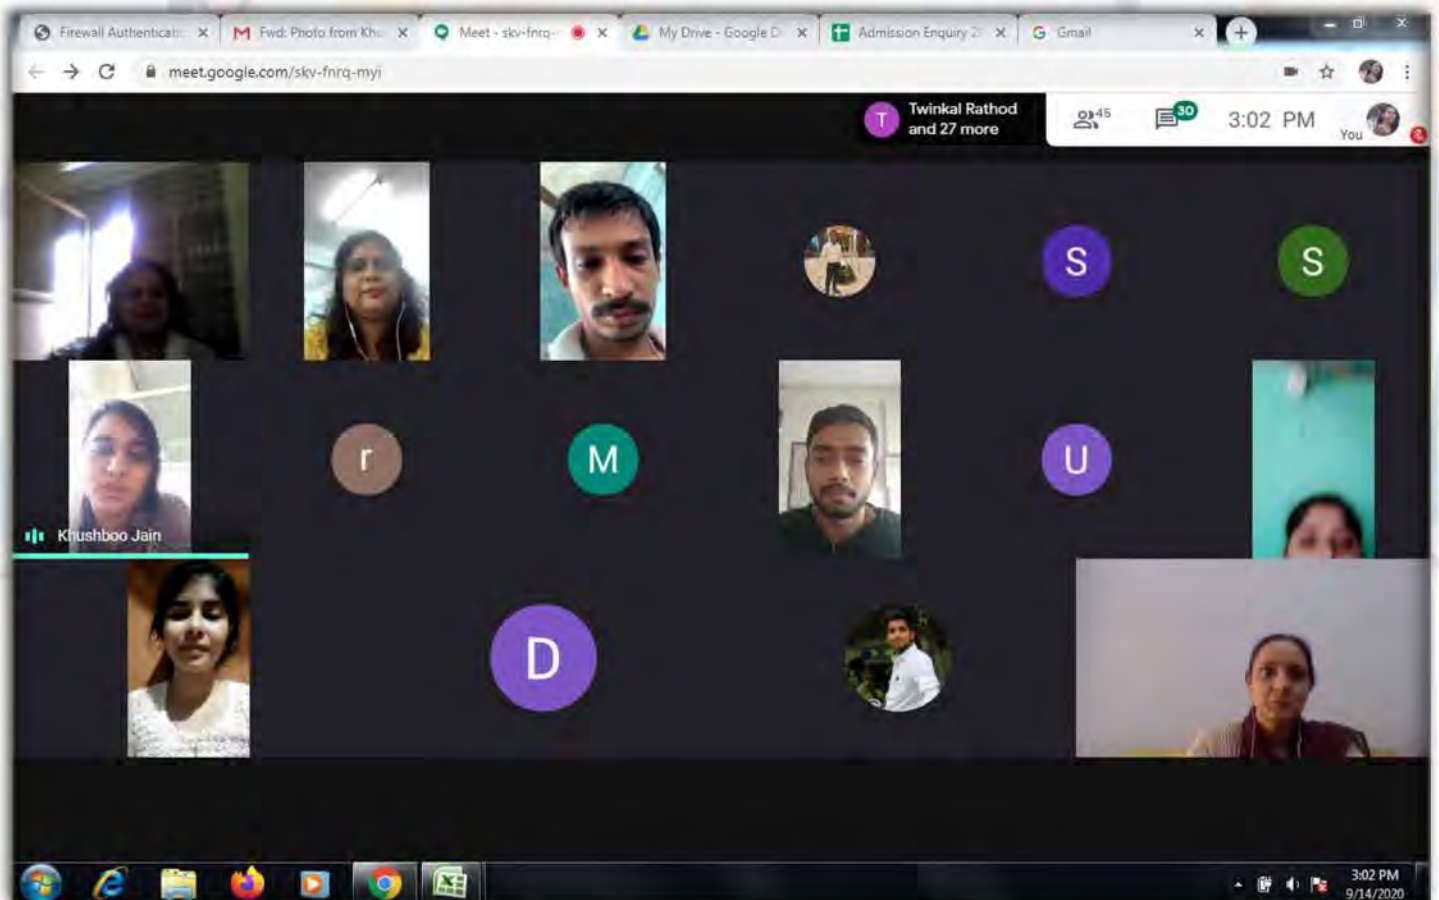 Firewall Authenticati
Fwd: Photo from Kh
Meet - skv-fnrq-
My Drive - Google D
Admission Enquiry 2
Gmail
meet.google.com/skv-fnrq-myi
T
Twinkal Rathod
and 27 more
45
30
3:02 PM
You
S
S
r
M
U
Khushboo Jain
D
3:02 PM
9/14/2020